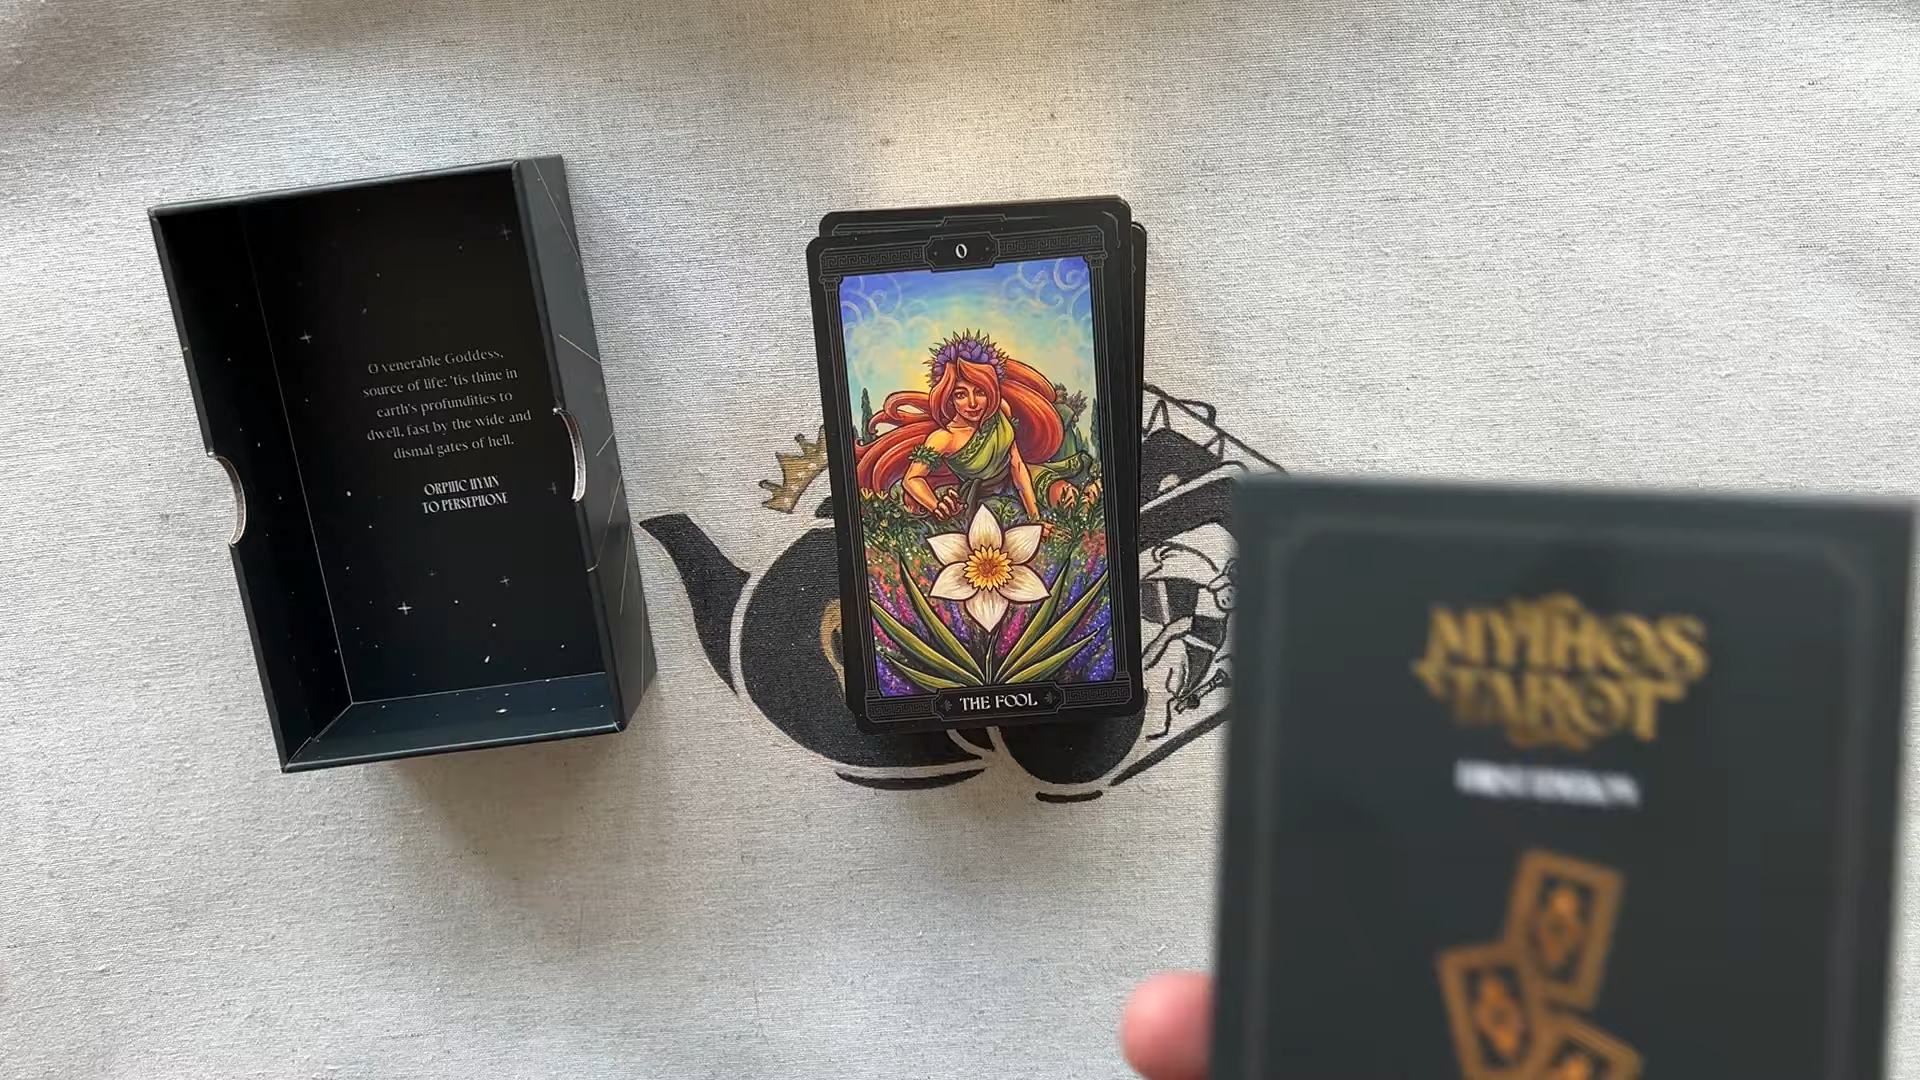 O venerable Goddess,
source of life: 'tis thine in
earth's profundities to
dwell, fast by the wide and
dismal gates of hell.
ORPHIC HYMN
TO PERSEPHONE
0
THE FOOL
MYTHOS
TAROT